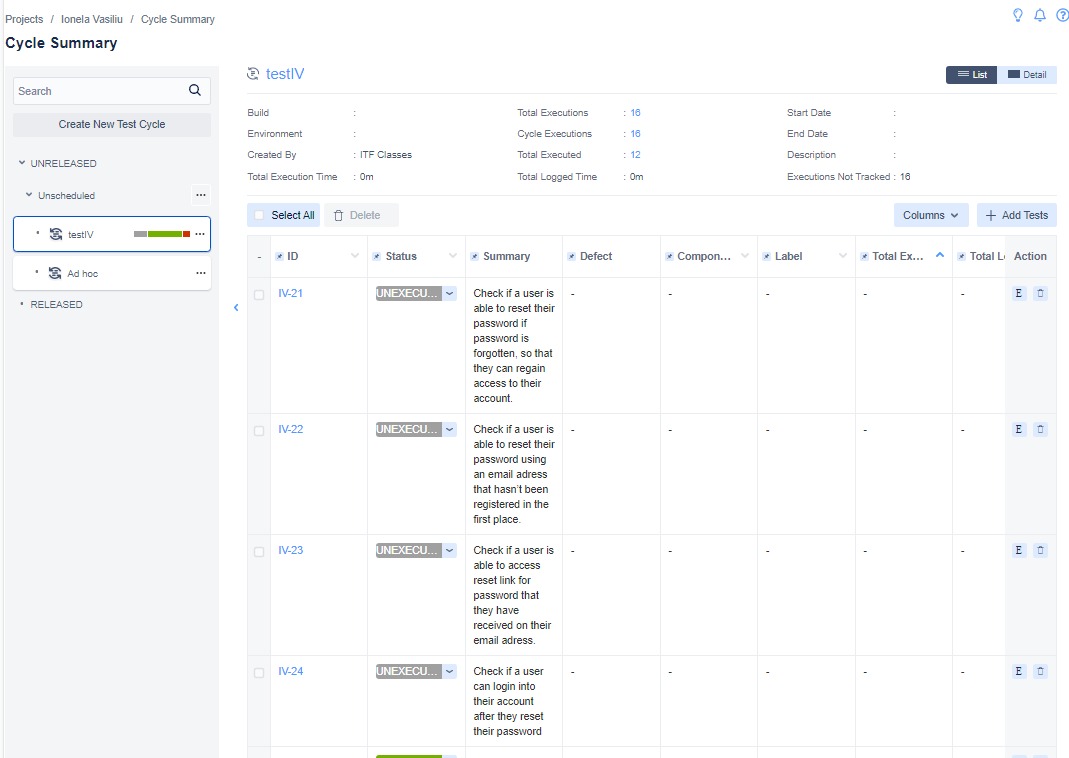 Projects / Ionela Vasiliu / Cycle Summary
Cycle Summary
Search
Create New Test Cycle
UNRELEASED
Unscheduled
testIV
Ad hoc
RELEASED
testIV
List
Detail
Build :
Total Executions : 16
Start Date :
Environment :
Cycle Executions : 16
End Date :
Created By : ITF Classes
Total Executed : 12
Description :
Total Execution Time : 0m
Total Logged Time : 0m
Executions Not Tracked : 16
Select All
Delete
Columns
Add Tests
- ID Status Summary Defect Compon... Label Total Ex... Total Lo Action
IV-21 UNEXECU... Check if a user is - - - - - E
able to reset their
password if
password is
forgotten, so that
they can regain
access to their
account.
IV-22 UNEXECU... Check if a user is - - - - - E
able to reset their
password using
an email adress
that hasn't been
registered in the
first place.
IV-23 UNEXECU... Check if a user is - - - - - E
able to access
reset link for
password that
they have
received on their
email adress.
IV-24 UNEXECU... Check if a user - - - - - E
can login into
their account
after they reset
their password